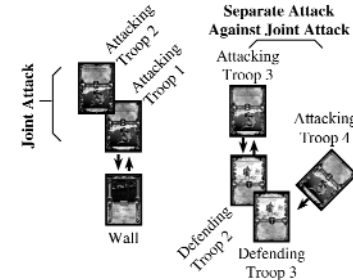 Joint Attack
Attacking
Troop 2
Attacking
Troop 1
Wall
Separate Attack
Against Joint Attack
Attacking
Troop 3
Attacking
Troop 4
Defending
Troop 2
Defending
Troop 3